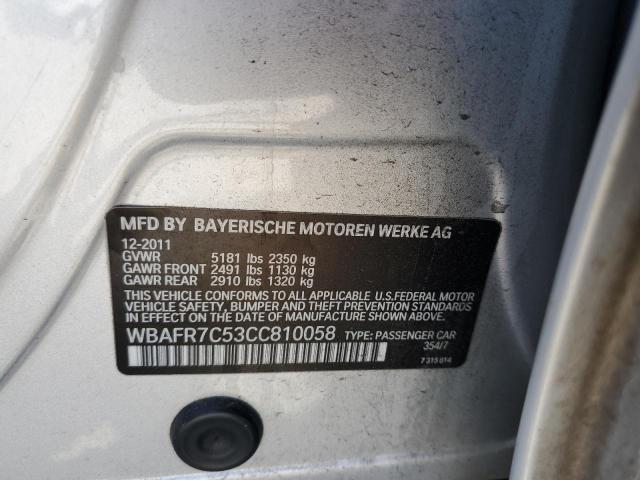 MFD BY BAYERISCHE MOTOREN WERKE AG
12-2011
GVWR 5181 lbs 2350 kg
GAWR FRONT 2491 lbs 1130 kg
GAWR REAR 2910 lbs 1320 kg
THIS VEHICLE CONFORMS TO ALL APPLICABLE U.S.FEDERAL MOTOR
VEHICLE SAFETY, BUMPER AND THEFT PREVENTION STANDARDS
IN EFFECT ON THE DATE OF MANUFACTURE SHOWN ABOVE.
WBAFR7C53CC810058 TYPE: PASSENGER CAR
354/7
7315814